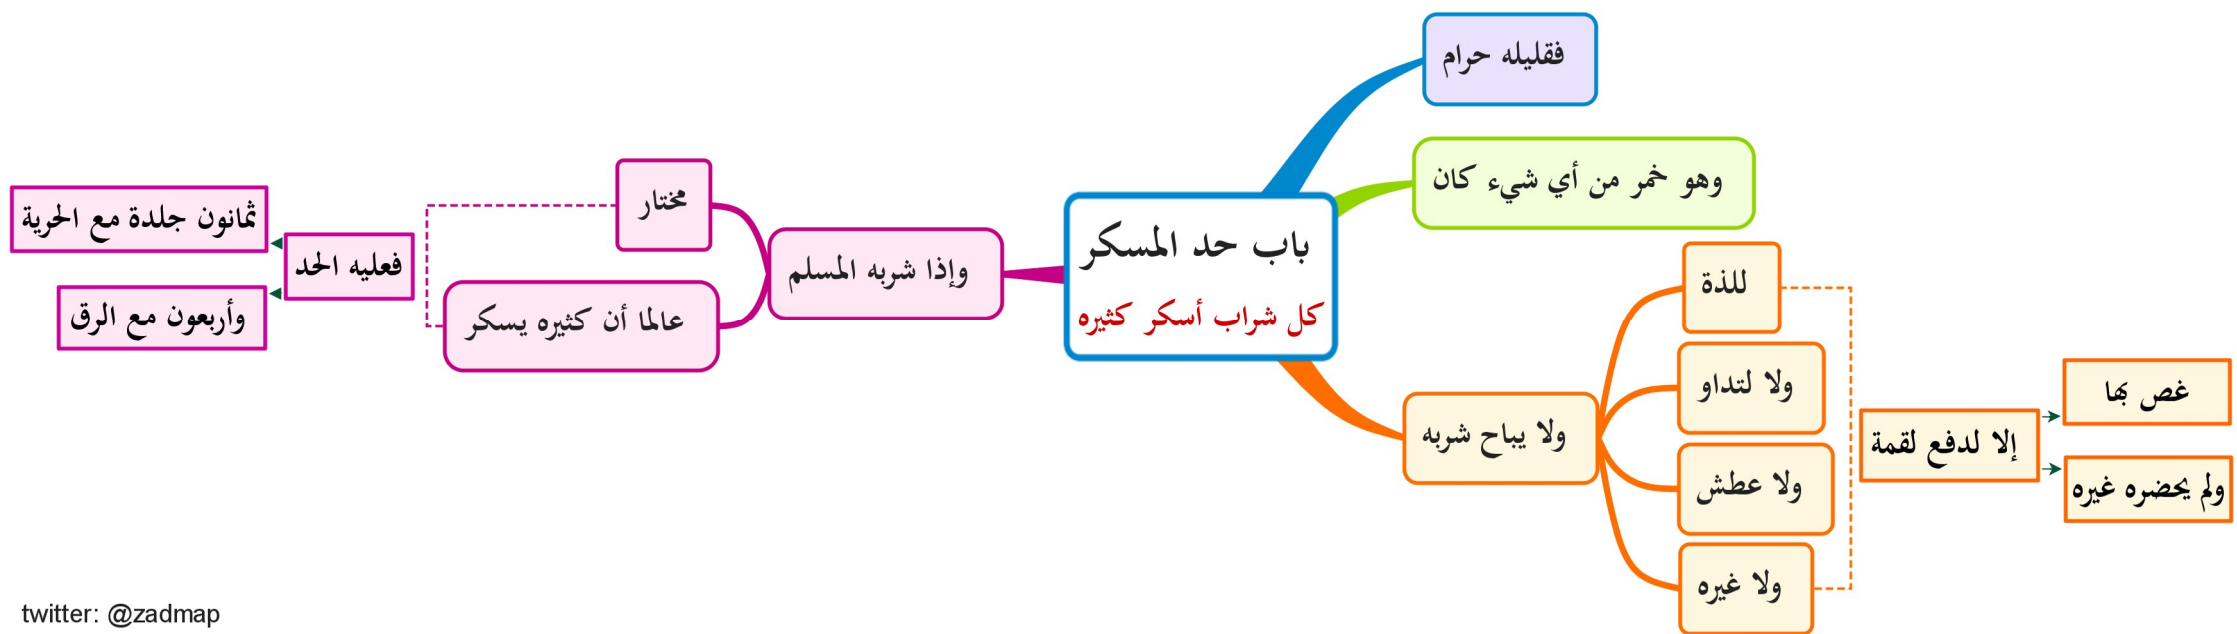 باب حد المسكر
كل شراب أسكر كثيره
فقليله حرام
وهو خمر من أي شيء كان
ولا يباح شربه
للذة
ولا لتداو
ولا عطش
ولا غيره
إلا لدفع لقمة
غص بها
ولم يحضره غيره
وإذا شربه المسلم
مختار
عالما أن كثيره يسكر
فعليه الحد
ثمانون جلدة مع الحرية
وأربعون مع الرق
twitter: @zadmap